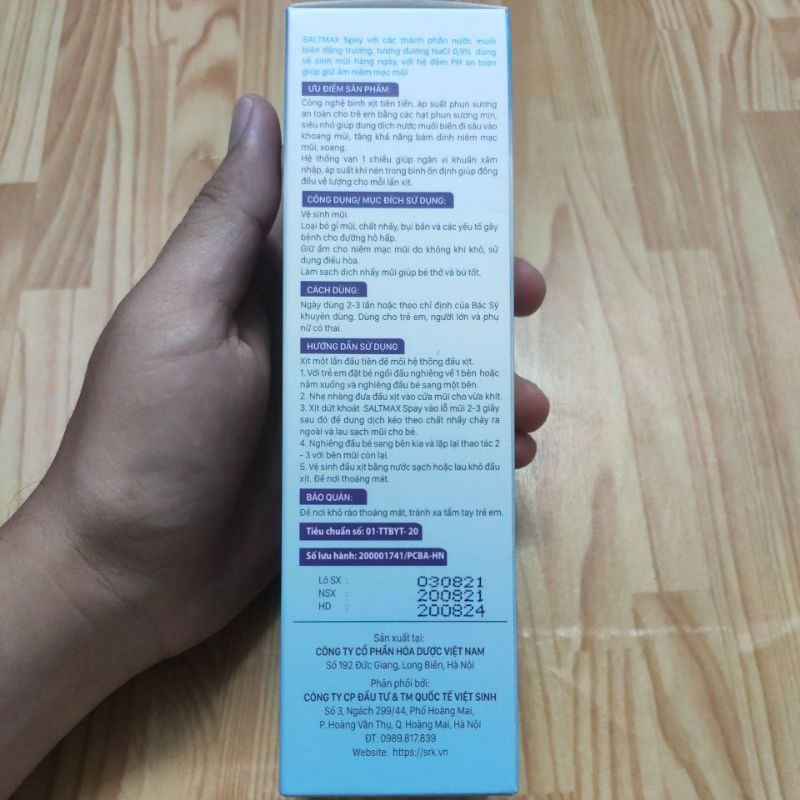 SALTMAX Spay với các thành phần nước muối
biển đẳng trương, tương đương NaCl 0,9% dùng
vệ sinh mũi hàng ngày, với hệ đệm PH an toàn
giúp giữ ẩm niêm mạc mũi.
ƯU ĐIỂM SẢN PHẨM:
Công nghệ bình xịt tiên tiến, áp suất phun sương
an toàn cho trẻ em bằng các hạt phun sương mịn,
siêu nhỏ giúp dung dịch nước muối biển đi sâu vào
khoang mũi, tăng khả năng bám dính niêm mạc
mũi, xoang.
Hệ thống van 1 chiều giúp ngăn vi khuẩn xâm
nhập, áp suất khí nén trong bình ổn định giúp đồng
đều về lượng cho mỗi lần xịt.
CÔNG DỤNG/ MỤC ĐÍCH SỬ DỤNG:
Vệ sinh mũi.
Loại bỏ gỉ mũi, chất nhầy, bụi bẩn và các yếu tố gây
bệnh cho đường hô hấp.
Giữ ẩm cho niêm mạc mũi do không khí khô, sử
dụng điều hòa.
Làm sạch dịch nhầy mũi giúp bé thở và bú tốt.
CÁCH DÙNG:
Ngày dùng 2-3 lần hoặc theo chỉ định của Bác Sỹ
khuyên dùng. Dùng cho trẻ em, người lớn và phụ
nữ có thai.
HƯỚNG DẪN SỬ DỤNG
Xịt một lần đầu tiên để mồi hệ thống đầu xịt.
1. Với trẻ em đặt bé ngồi đầu nghiêng về 1 bên hoặc
nằm xuống và nghiêng đầu bé sang một bên.
2. Nhẹ nhàng đưa đầu xịt vào cửa mũi cho vừa khít.
3. Xịt dứt khoát SALTMAX Spay vào lỗ mũi 2-3 giây
sau đó để dung dịch kéo theo chất nhầy chảy ra
ngoài và lau sạch mũi cho bé.
4. Nghiêng đầu bé sang bên kia và lặp lại thao tác 2
- 3 với bên mũi còn lại.
5. Vệ sinh đầu xịt bằng nước sạch hoặc lau khô đầu
xịt. Để nơi thoáng mát.
BẢO QUẢN:
Để nơi khô ráo thoáng mát, tránh xa tầm tay trẻ em.
Tiêu chuẩn số: 01-TTBYT- 20
Số lưu hành: 200001741/PCBA-HN
Lô SX : 030821
NSX : 200821
HD : 200824
Sản xuất tại:
CÔNG TY CỔ PHẦN HÓA DƯỢC VIỆT NAM
Số 192 Đức Giang, Long Biên, Hà Nội
Phân phối bởi:
CÔNG TY CP ĐẦU TƯ & TM QUỐC TẾ VIỆT SINH
Số 3, Ngách 299/44, Phố Hoàng Mai,
P. Hoàng Văn Thụ, Q. Hoàng Mai, Hà Nội
ĐT: 0989.817.839
Website: https://srk.vn